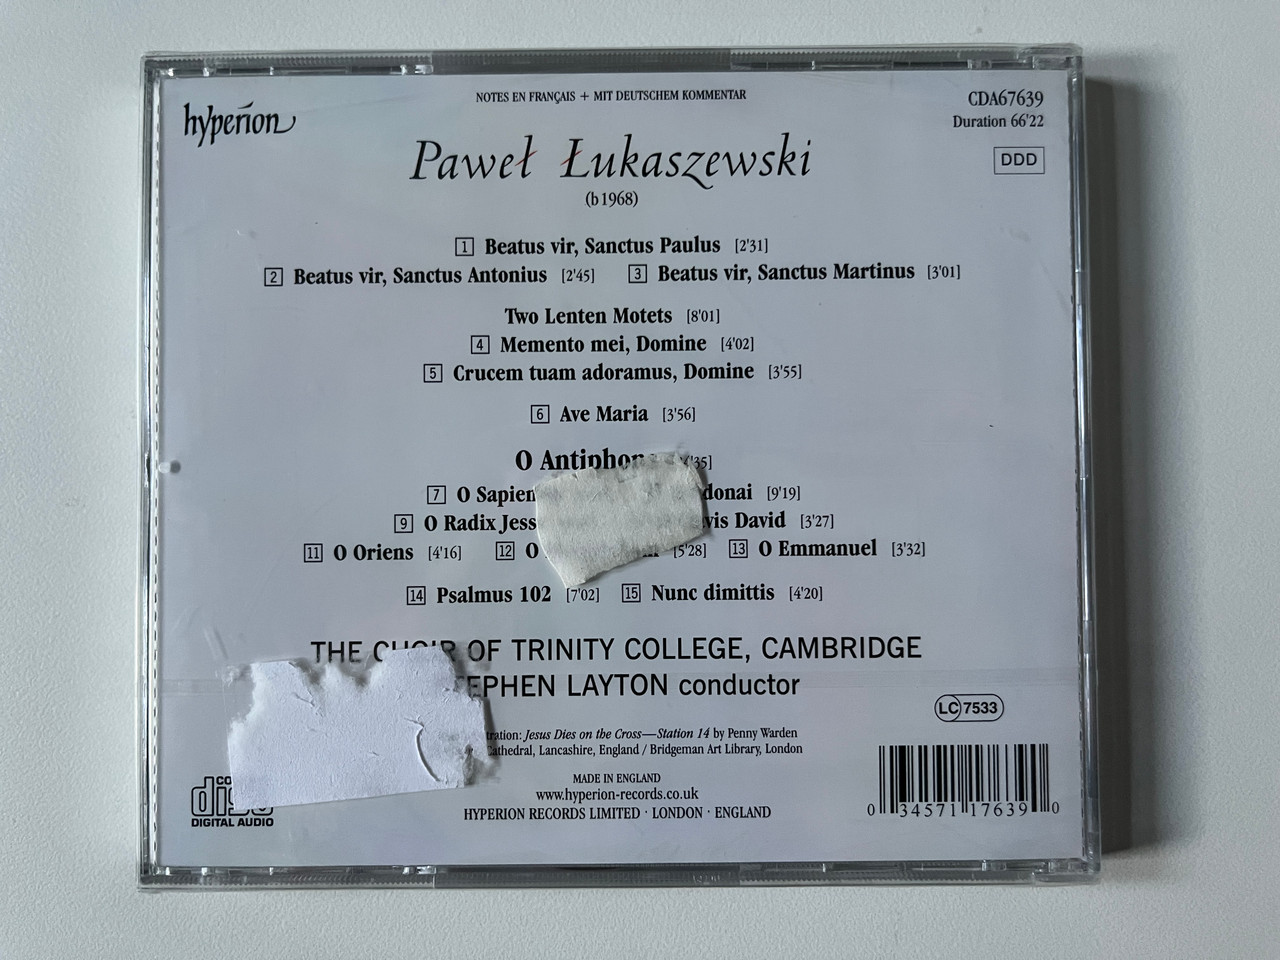 hyperion
NOTES EN FRANÇAIS + MIT DEUTSCHEM KOMMENTAR
CDA67639
Duration 66'22
DDD
Paweł Łukaszewski
(b1968)
1 Beatus vir, Sanctus Paulus [2'31]
2 Beatus vir, Sanctus Antonius [2'45] 3 Beatus vir, Sanctus Martinus [3'01]
Two Lenten Motets [8'01]
4 Memento mei, Domine [4'02]
5 Crucem tuam adoramus, Domine [3'55]
6 Ave Maria [3'56]
O
7 O [9'19]
9 O Radix David [3'27]
11 O Oriens [4'16] 12 O [5'28] 13 O Emmanuel [3'32]
14 Psalmus 102 [7'02] 15 Nunc dimittis [4'20]
THE CHOIR OF TRINITY COLLEGE, CAMBRIDGE
LAYTON conductor
Jesus Dies on the Cross—Station 14 by Penny Warden
Cathedral, Lancashire, England / Bridgeman Art Library, London
MADE IN ENGLAND
www.hyperion-records.co.uk
HYPERION RECORDS LIMITED · LONDON · ENGLAND
DIGITAL AUDIO
LC 7533
0 34571 17639 0